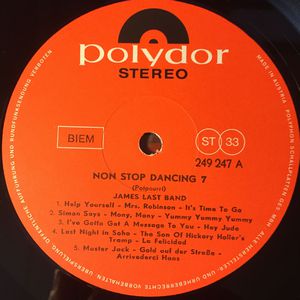 polydor
STEREO
BIEM
ST 33
249 247 A
NON STOP DANCING 7
(Potpourri)
JAMES LAST BAND
1. Help Yourself - Mrs. Robinson - It's Time To Go
2. Simon Says - Mony, Mony - Yummy Yummy Yummy
3. I've Gotta Get A Message To You - Hey Jude
4. Last Night in Soho - The Son Of Hickory Holler's
Tramp - La Felicidad
5. Master Jack - Gold auf der Straße -
Arrivederci Hans
MADE IN AUSTRIA
POLYPHON SCHALLPLATTEN GES